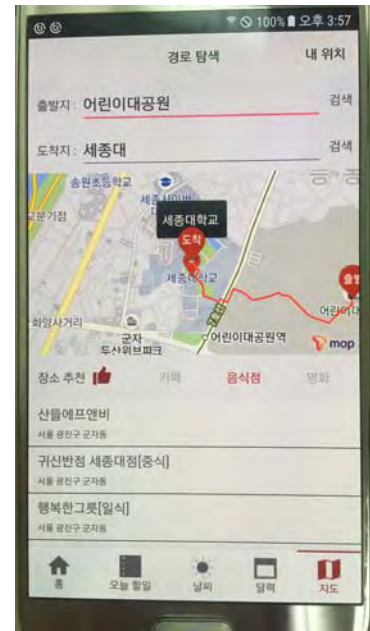 100% 오후 3:57
경로 탐색 내 위치
출발지 : 어린이대공원 검색
도착지 : 세종대 검색
송원초등학교
세종대학교
도착
세종대학교
출발
화양사거리
군자
두산위브파크
어린이대공원역
map
장소 추천 카페 음식점 영화
산들에프앤비
서울 광진구 군자동
귀신반점 세종대점[중식]
서울 광진구 군자동
행복한그릇[일식]
서울 광진구 군자동
홈 오늘 할일 날씨 달력 지도